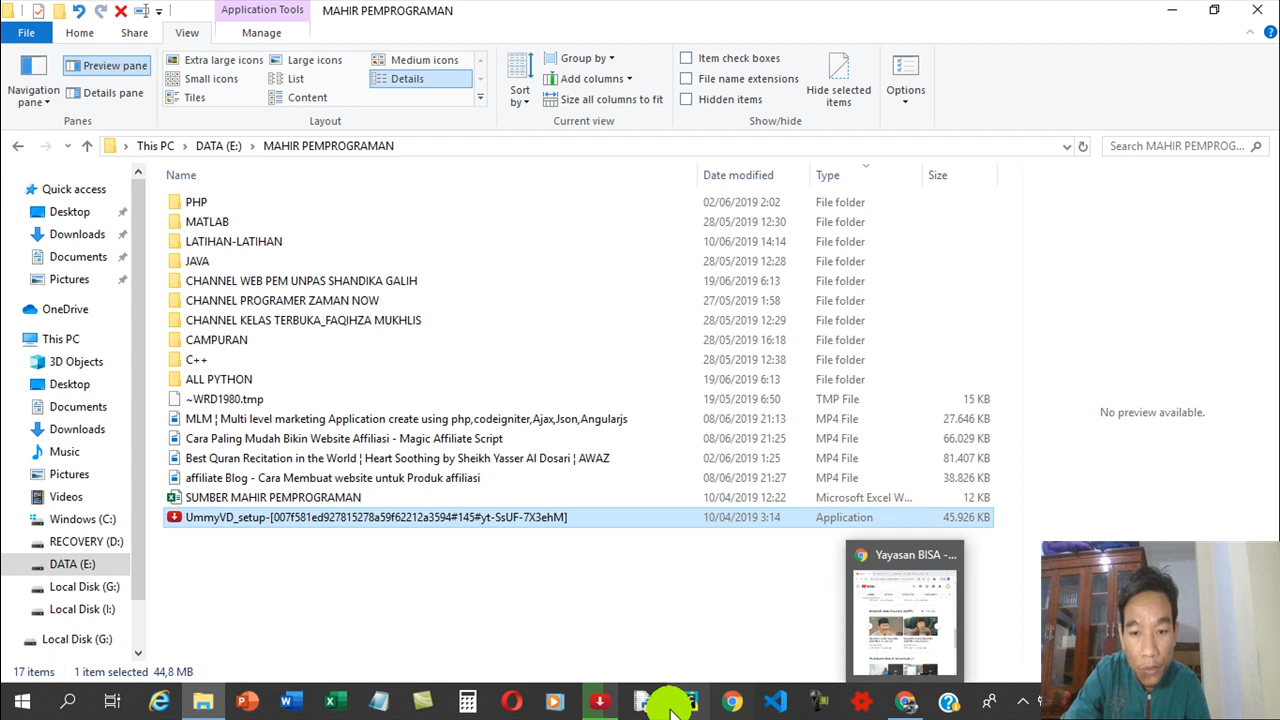 Application Tools
MAHIR PEMPROGRAMAN
File
Home
Share
View
Manage
Navigation pane
Preview pane
Details pane
Panes
Extra large icons
Large icons
Medium icons
Small icons
List
Details
Tiles
Content
Layout
Sort by
Group by
Add columns
Size all columns to fit
Current view
Item check boxes
File name extensions
Hidden items
Hide selected items
Show/hide
Options
This PC
DATA (E:)
MAHIR PEMPROGRAMAN
Search MAHIR PEMPROG...
Quick access
Desktop
Downloads
Documents
Pictures
OneDrive
This PC
3D Objects
Desktop
Documents
Downloads
Music
Pictures
Videos
Windows (C:)
RECOVERY (D:)
DATA (E:)
Local Disk (G:)
Local Disk (I:)
Local Disk (G:)
Name Date modified Type Size
PHP 02/06/2019 2:02 File folder
MATLAB 28/05/2019 12:30 File folder
LATIHAN-LATIHAN 10/06/2019 14:14 File folder
JAVA 28/05/2019 12:28 File folder
CHANNEL WEB PEM UNPAS SHANDIKA GALIH 19/06/2019 6:13 File folder
CHANNEL PROGRAMER ZAMAN NOW 27/05/2019 1:58 File folder
CHANNEL KELAS TERBUKA_FAQIHZA MUKHLIS 28/05/2019 12:29 File folder
CAMPURAN 28/05/2019 16:18 File folder
C++ 28/05/2019 12:38 File folder
ALL PYTHON 19/06/2019 6:13 File folder
~WRD1980.tmp 19/05/2019 6:50 TMP File 15 KB
MLM ¦ Multi level marketing Application create using php,codeigniter,Ajax,Json,Angularjs 08/06/2019 21:13 MP4 File 27.646 KB
Cara Paling Mudah Bikin Website Affiliasi - Magic Affiliate Script 08/06/2019 21:25 MP4 File 66.029 KB
Best Quran Recitation in the World ¦ Heart Soothing by Sheikh Yasser Al Dosari ¦ AWAZ 02/06/2019 1:25 MP4 File 81.407 KB
affiliate Blog - Cara Membuat website untuk Produk affiliasi 08/06/2019 21:27 MP4 File 38.826 KB
SUMBER MAHIR PEMPROGRAMAN 10/04/2019 12:22 Microsoft Excel W... 12 KB
UmmyVD_setup-[007f581ed927815278a59f62212a3594#145#yt-SsUF-7X3ehM] 10/04/2019 3:14 Application 45.926 KB
No preview available.
Yayasan BISA -...
17 items 1 item selected 44,8 M